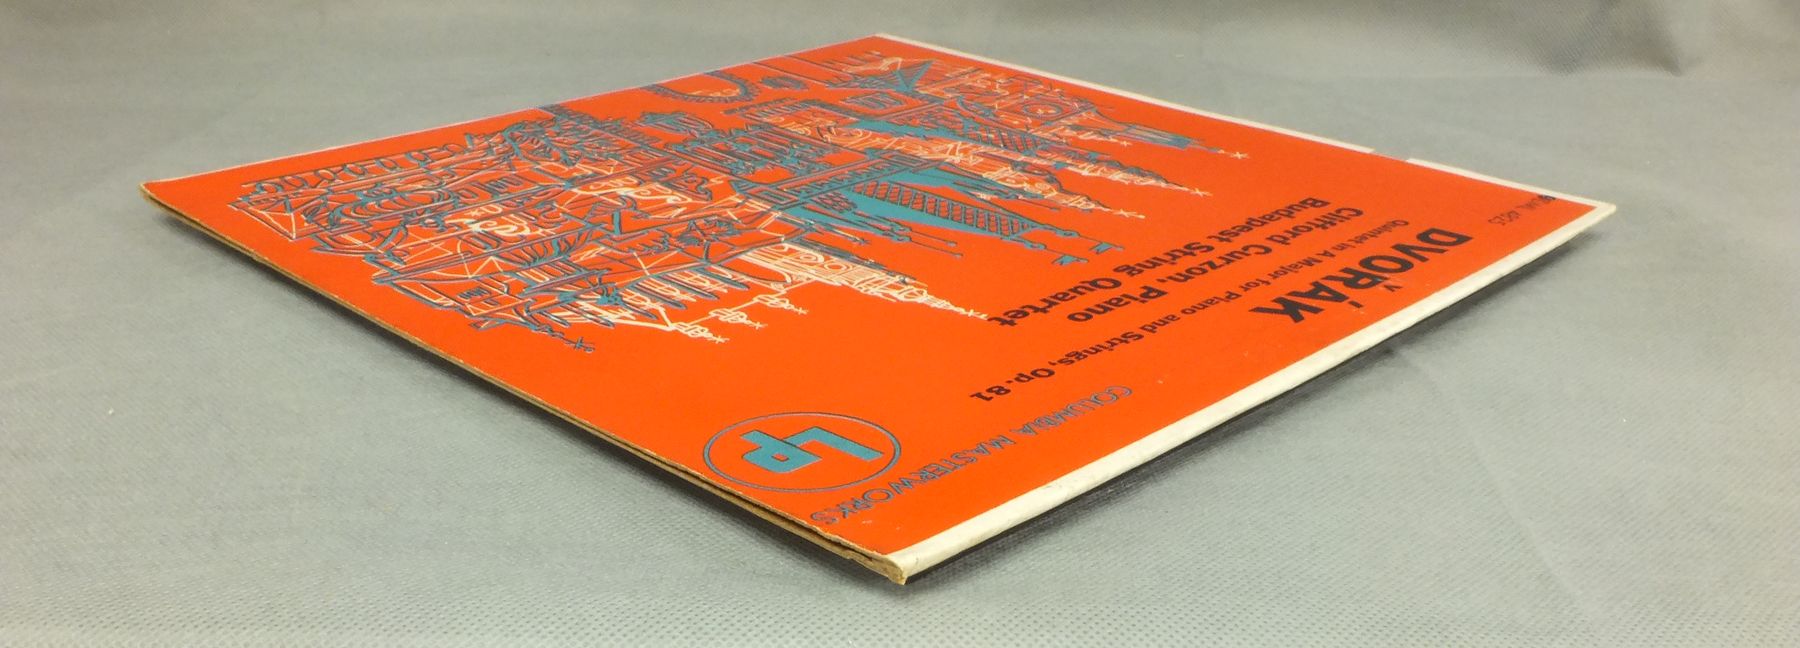 DVOŘÁK
Quintet in A Major for Piano and Strings, Op. 81
Clifford Curzon, Piano
Budapest String Quartet
COLUMBIA MASTERWORKS
LP